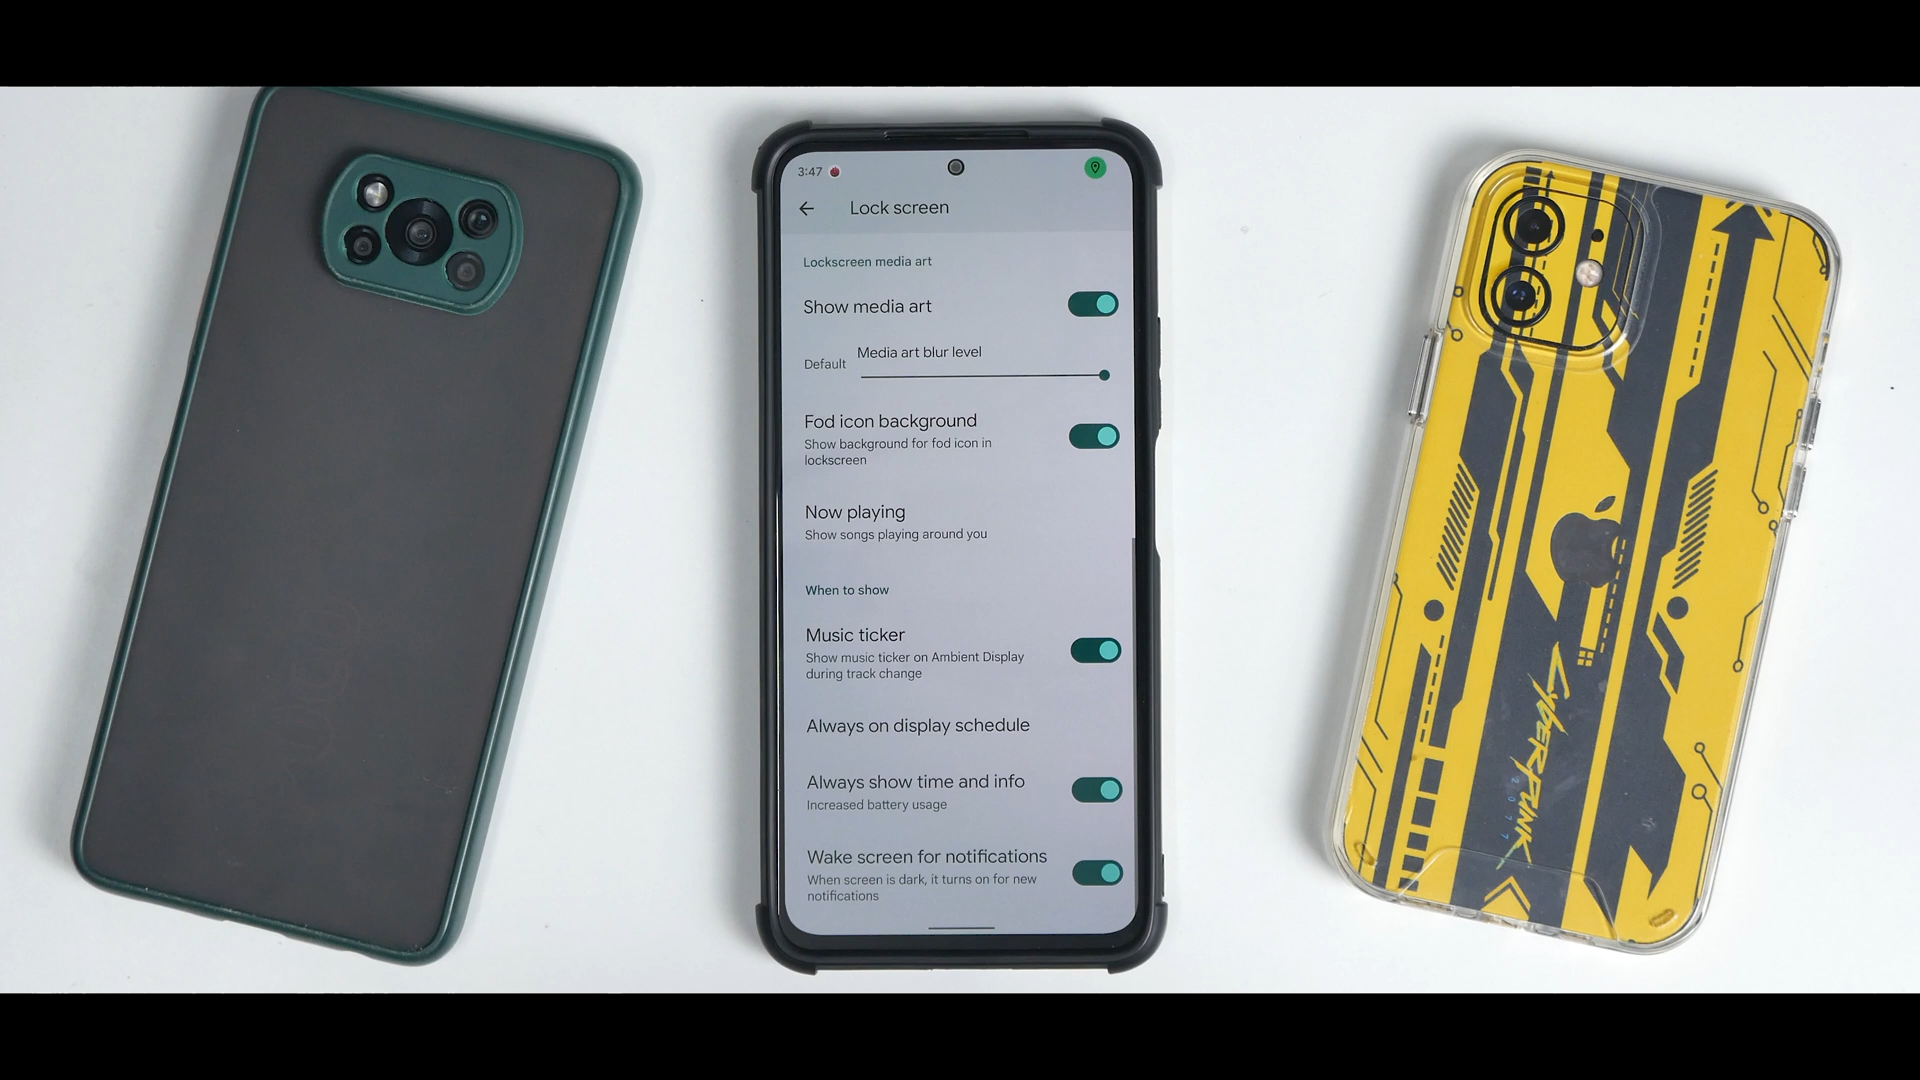 3:47
Lock screen
Lockscreen media art
Show media art
Media art blur level
Default
Fod icon background
Show background for fod icon in
lockscreen
Now playing
Show songs playing around you
When to show
Music ticker
Show music ticker on Ambient Display
during track change
Always on display schedule
Always show time and info
Increased battery usage
Wake screen for notifications
When screen is dark, it turns on for new
notifications
CYBERPUNK
2077